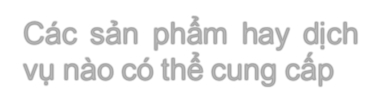 Các sản phẩm hay dịch
vụ nào có thể cung cấp